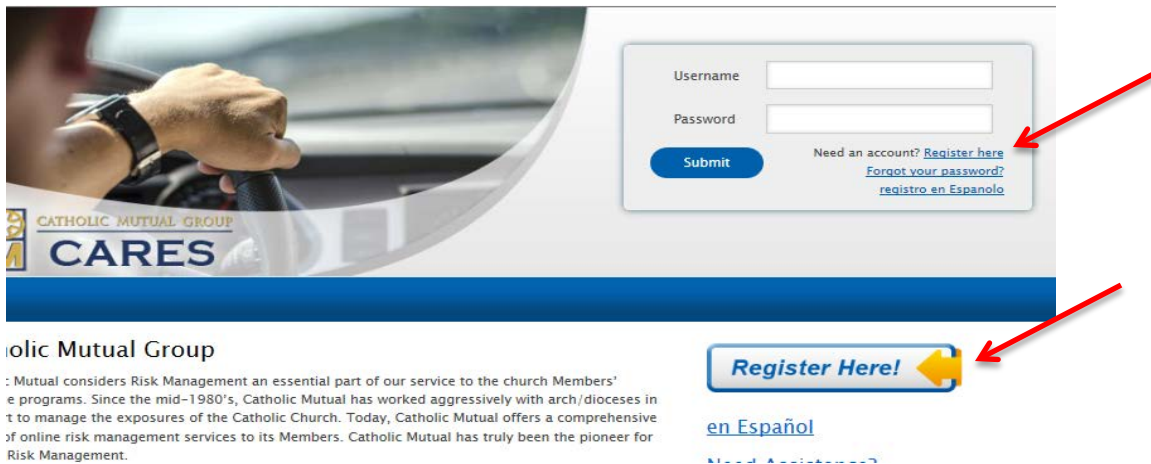 Username
Password
Submit
Need an account? Register here
Forgot your password?
registro en Espanolo
CATHOLIC MUTUAL GROUP
CARES
olic Mutual Group
Mutual considers Risk Management an essential part of our service to the church Members'
e programs. Since the mid-1980's, Catholic Mutual has worked aggressively with arch/dioceses in
t to manage the exposures of the Catholic Church. Today, Catholic Mutual offers a comprehensive
of online risk management services to its Members. Catholic Mutual has truly been the pioneer for
Risk Management.
Register Here!
en Español
Need Assistance?